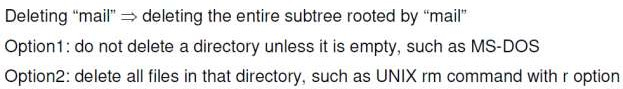 Deleting “mail” ⇒ deleting the entire subtree rooted by “mail”
Option1: do not delete a directory unless it is empty, such as MS-DOS
Option2: delete all files in that directory, such as UNIX rm command with r option